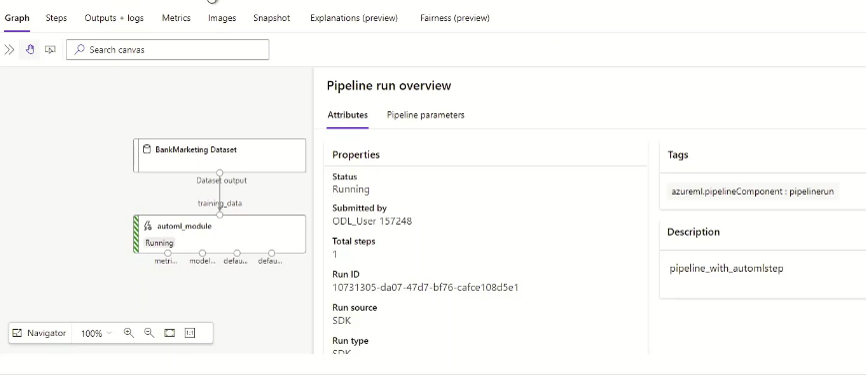 Graph Steps Outputs + logs Metrics Images Snapshot Explanations (preview) Fairness (preview)
Search canvas
BankMarketing Dataset
Dataset output
training_data
automl_module
Running
metri... model... defau... defau...
Navigator 100%
Pipeline run overview
Attributes Pipeline parameters
Properties
Status
Running
Submitted by
ODL_User 157248
Total steps
1
Run ID
10731305-da07-47d7-bf76-cafce108d5e1
Run source
SDK
Run type
SDK
Tags
azureml.pipelineComponent : pipelinerun
Description
pipeline_with_automlstep